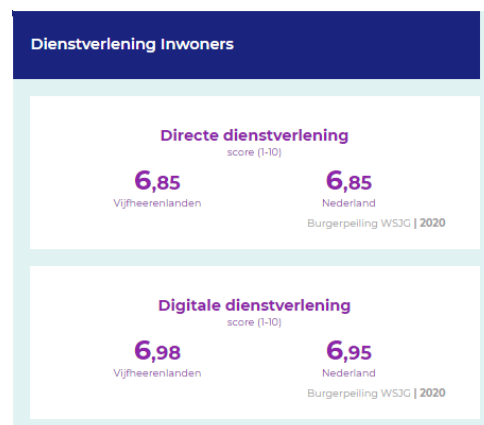 Dienstverlening Inwoners
Directe dienstverlening
score (1-10)
6,85 6,85
Vijfheerenlanden Nederland
Burgerpeiling WSJG | 2020
Digitale dienstverlening
score (1-10)
6,98 6,95
Vijfheerenlanden Nederland
Burgerpeiling WSJG | 2020